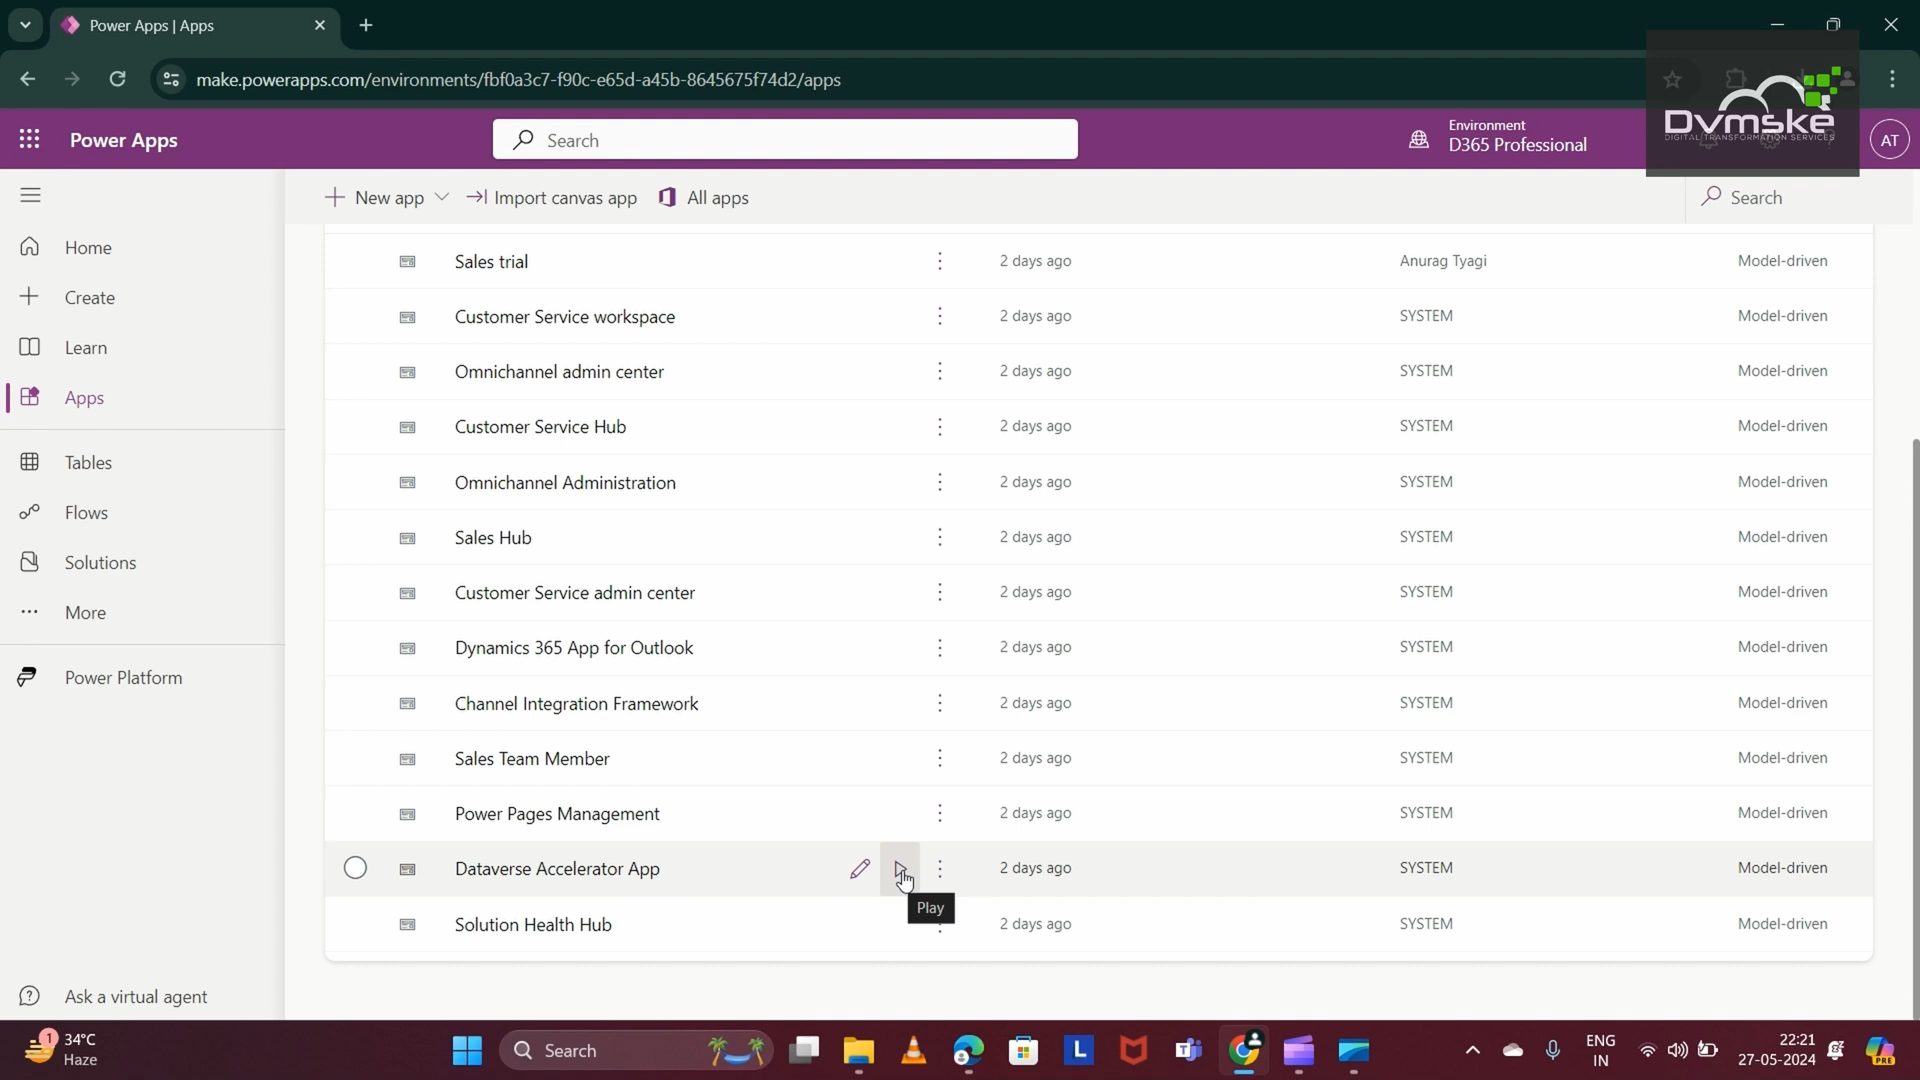 Power Apps | Apps
make.powerapps.com/environments/fbf0a3c7-f90c-e65d-a45b-8645675f74d2/apps
Dvmske
DIGITAL TRANSFORMATION SERVICES
Power Apps
Search
Environment
D365 Professional
AT
New app
Import canvas app
All apps
Search
Home
Create
Learn
Apps
Tables
Flows
Solutions
More
Power Platform
Ask a virtual agent
Sales trial 2 days ago Anurag Tyagi Model-driven
Customer Service workspace 2 days ago SYSTEM Model-driven
Omnichannel admin center 2 days ago SYSTEM Model-driven
Customer Service Hub 2 days ago SYSTEM Model-driven
Omnichannel Administration 2 days ago SYSTEM Model-driven
Sales Hub 2 days ago SYSTEM Model-driven
Customer Service admin center 2 days ago SYSTEM Model-driven
Dynamics 365 App for Outlook 2 days ago SYSTEM Model-driven
Channel Integration Framework 2 days ago SYSTEM Model-driven
Sales Team Member 2 days ago SYSTEM Model-driven
Power Pages Management 2 days ago SYSTEM Model-driven
Dataverse Accelerator App 2 days ago SYSTEM Model-driven
Play
Solution Health Hub 2 days ago SYSTEM Model-driven
1
34°C
Haze
Search
L
ENG
IN
22:21
27-05-2024
PRE